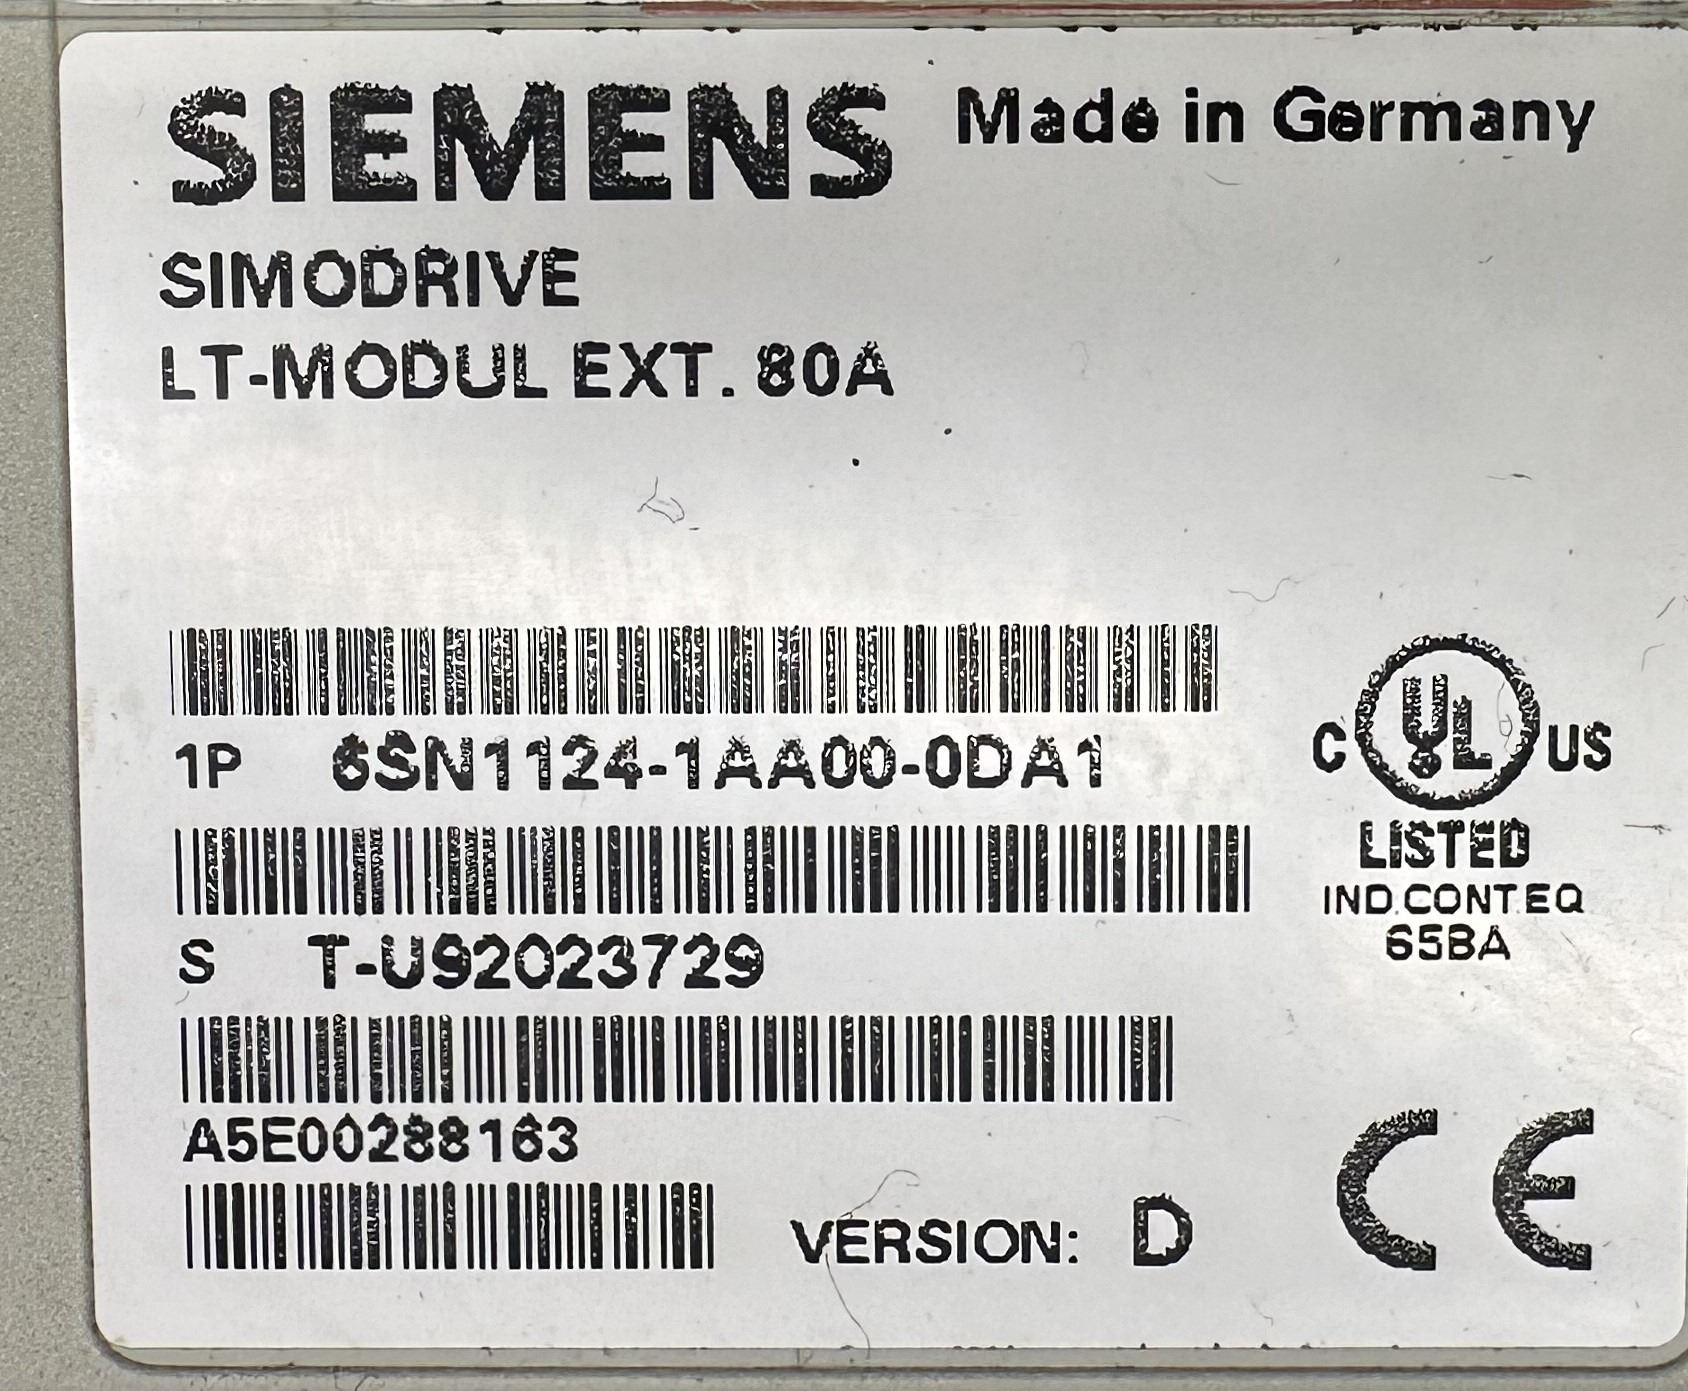 SIEMENS Made in Germany
SIMODRIVE
LT-MODUL EXT. 80A
1P 6SN1124-1AA00-0DA1
C UL US
LISTED
IND.CONT.EQ
65BA
S T-U92023729
A5E00288163
VERSION: D
CE